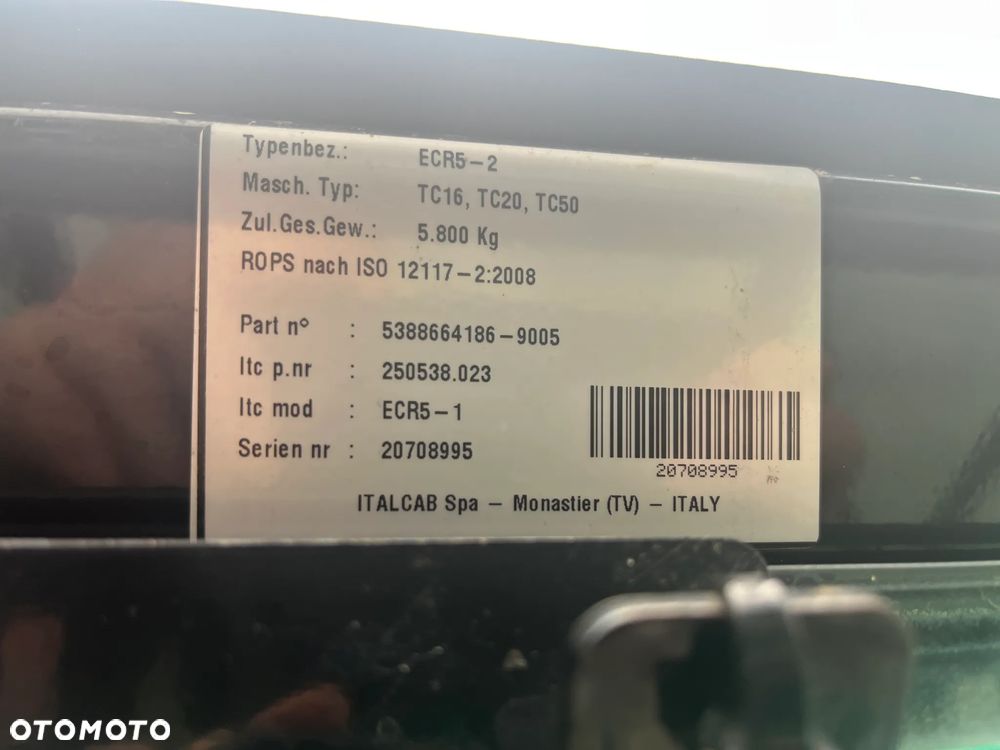 Typenbez.: ECR5-2
Masch. Typ: TC16, TC20, TC50
Zul.Ges.Gew.: 5.800 Kg
ROPS nach ISO 12117-2:2008
Part n° : 5388664186-9005
Itc p.nr : 250538.023
Itc mod : ECR5-1
Serien nr : 20708995
20708995
ITALCAB Spa - Monastier (TV) - ITALY
OTOMOTO